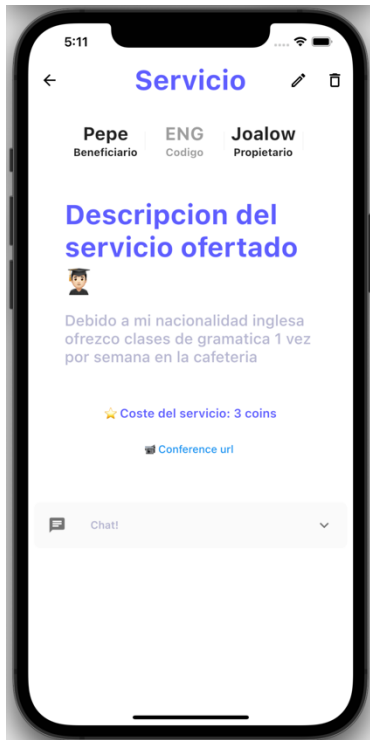 5:11
Servicio
Pepe ENG Joalow
Beneficiario Codigo Propietario
Descripcion del
servicio ofertado
👨🏻‍🎓
Debido a mi nacionalidad inglesa
ofrezco clases de gramatica 1 vez
por semana en la cafeteria
⭐ Coste del servicio: 3 coins
📹 Conference url
Chat!